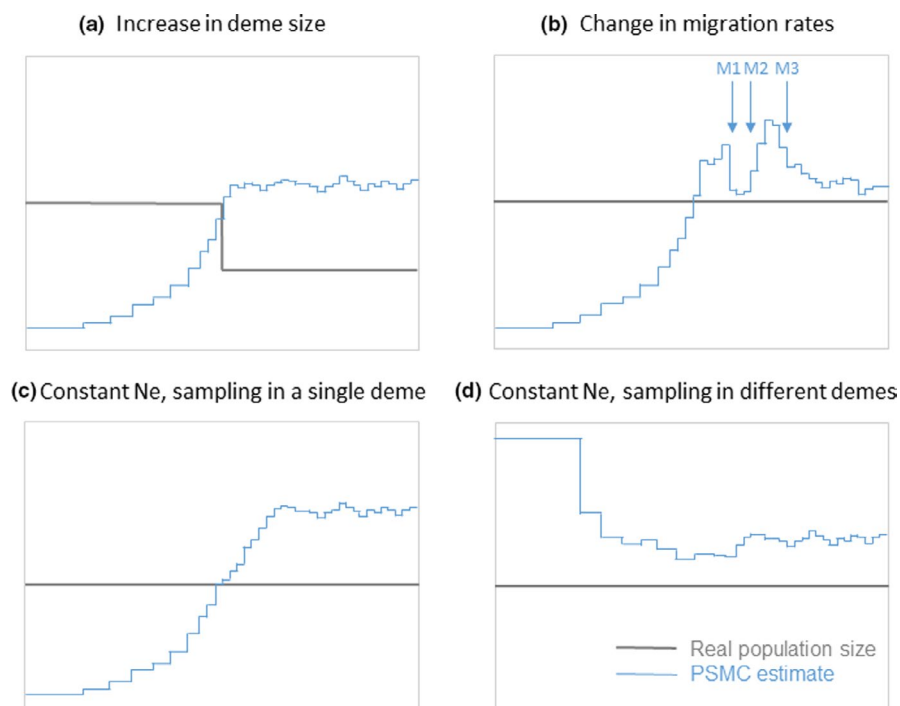 (a) Increase in deme size
(b) Change in migration rates
M1 M2 M3
(c) Constant Ne, sampling in a single deme
(d) Constant Ne, sampling in different demes
Real population size
PSMC estimate